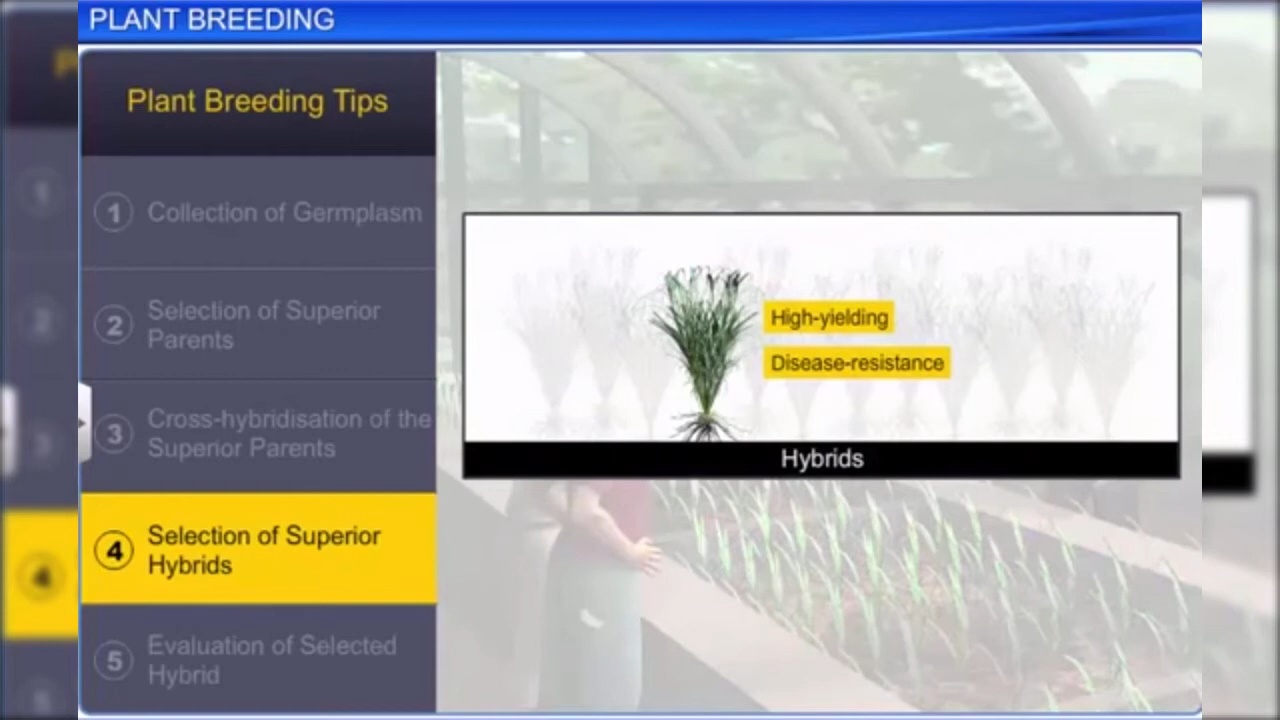 PLANT BREEDING
Plant Breeding Tips
1 Collection of Germplasm
2 Selection of Superior
Parents
3 Cross-hybridisation of the
Superior Parents
4 Selection of Superior
Hybrids
5 Evaluation of Selected
Hybrid
High-yielding
Disease-resistance
Hybrids